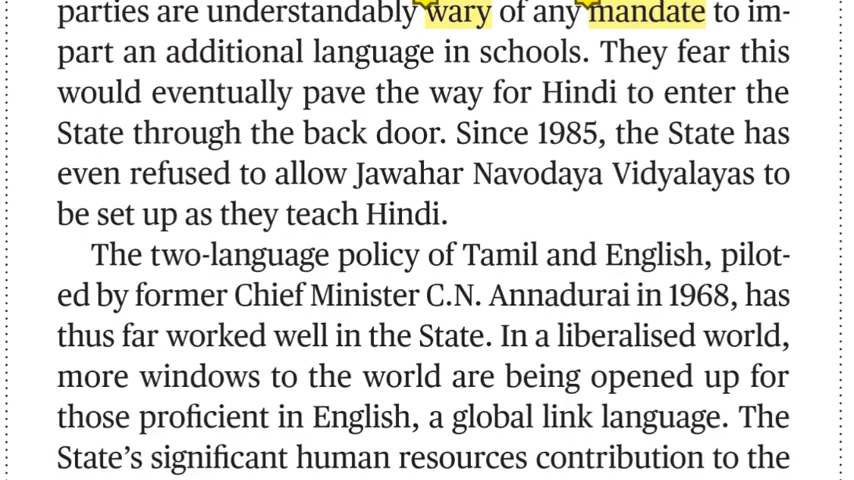 parties are understandably wary of any mandate to im-
part an additional language in schools. They fear this
would eventually pave the way for Hindi to enter the
State through the back door. Since 1985, the State has
even refused to allow Jawahar Navodaya Vidyalayas to
be set up as they teach Hindi.
The two-language policy of Tamil and English, pilot-
ed by former Chief Minister C.N. Annadurai in 1968, has
thus far worked well in the State. In a liberalised world,
more windows to the world are being opened up for
those proficient in English, a global link language. The
State’s significant human resources contribution to the